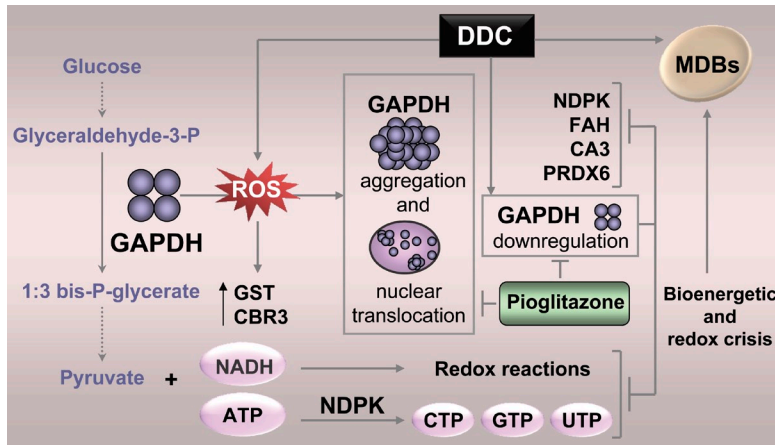 DDC
MDBs
Glucose
Glyceraldehyde-3-P
GAPDH
1:3 bis-P-glycerate
Pyruvate
+
ROS
GST
CBR3
GAPDH
aggregation
and
nuclear
translocation
NDPK
FAH
CA3
PRDX6
GAPDH
downregulation
Pioglitazone
Bioenergetic
and
redox crisis
NADH
Redox reactions
ATP
NDPK
CTP
GTP
UTP